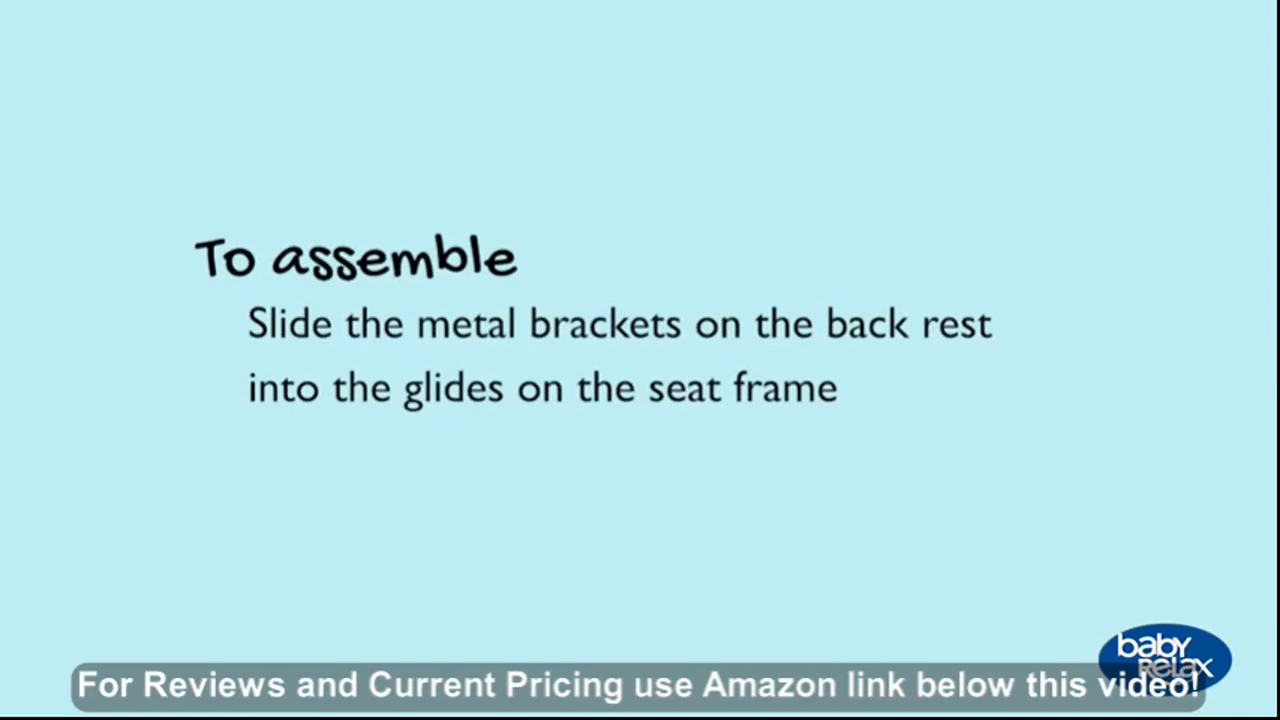 To assemble
Slide the metal brackets on the back rest
into the glides on the seat frame
baby
RELAX
For Reviews and Current Pricing use Amazon link below this video!